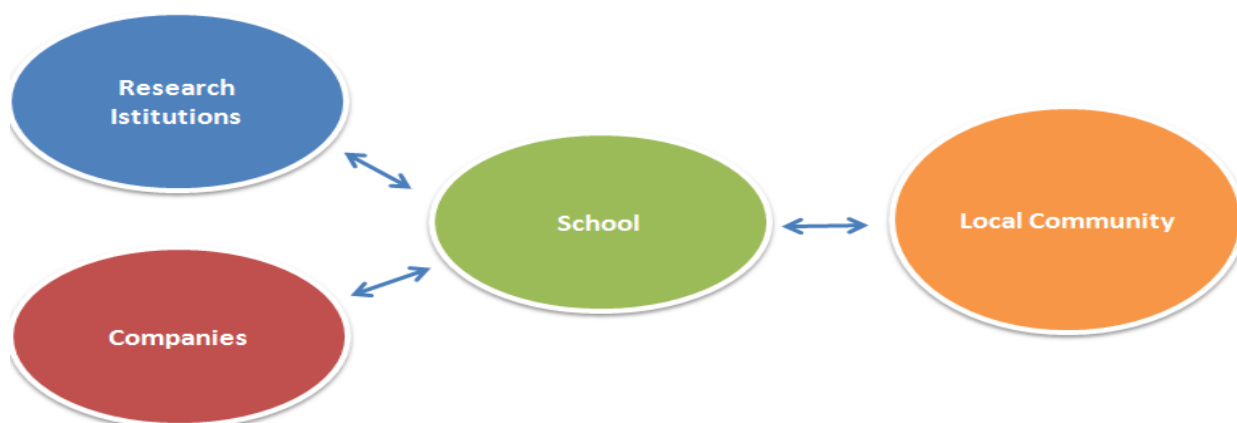 Research
Istitutions
School
Local Community
Companies